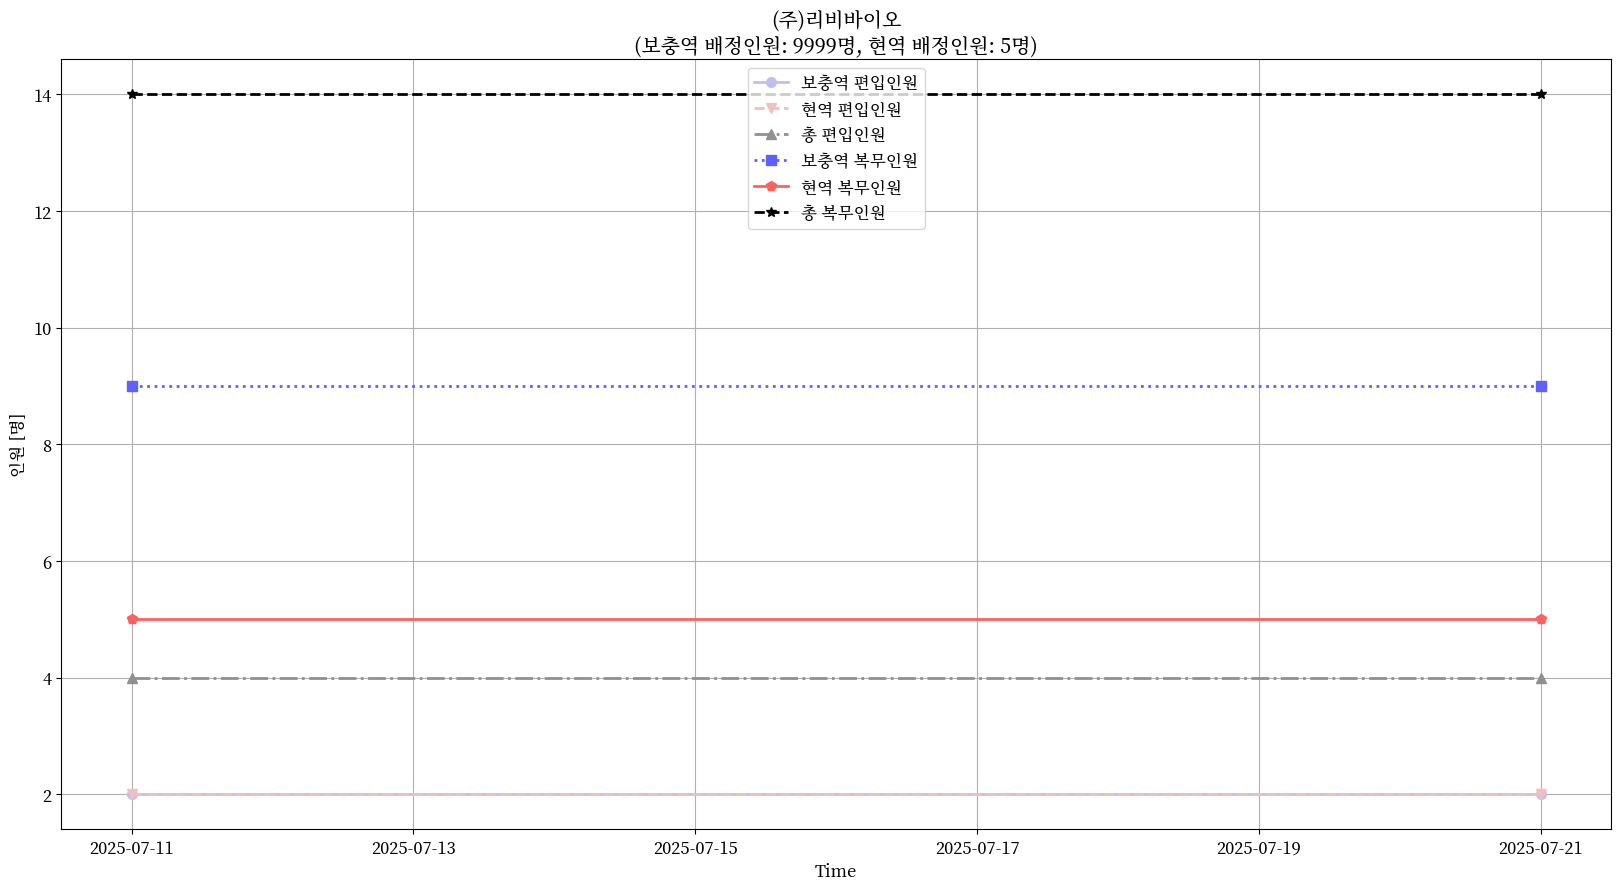 (주)리비바이오
(보충역 배정인원: 9999명, 현역 배정인원: 5명)
보충역 편입인원
현역 편입인원
총 편입인원
보충역 복무인원
현역 복무인원
총 복무인원
인원 [명]
14
12
10
8
6
4
2
2025-07-11
2025-07-13
2025-07-15
2025-07-17
2025-07-19
2025-07-21
Time